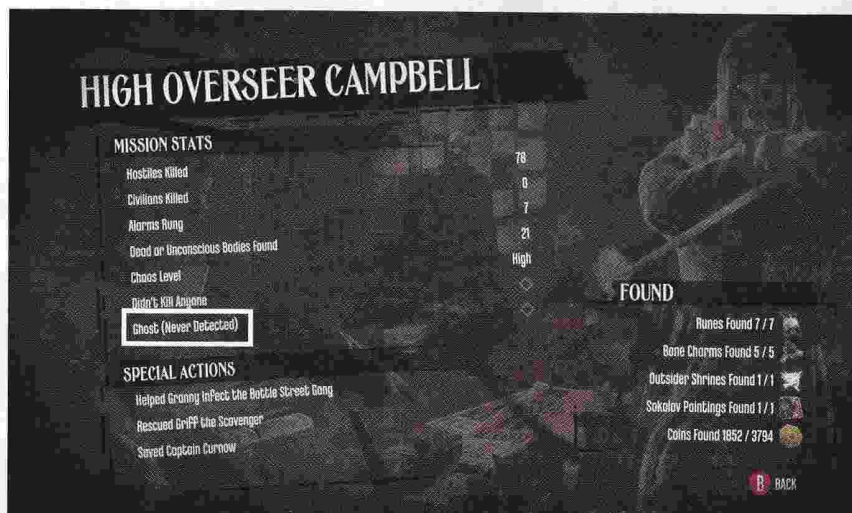 HIGH OVERSEER CAMPBELL
MISSION STATS
Hostiles Killed 78
Civilians Killed 0
Alarms Rung 7
Dead or Unconscious Bodies Found 21
Chaos Level High
Didn't Kill Anyone
Ghost (Never Detected)
SPECIAL ACTIONS
Helped Granny Infect the Bottle Street Gang
Rescued Griff the Scavenger
Saved Captain Curnow
FOUND
Runes Found 7 / 7
Bone Charms Found 5 / 5
Outsider Shrines Found 1 / 1
Sokolov Paintings Found 1 / 1
Coins Found 1852 / 3794
B BACK